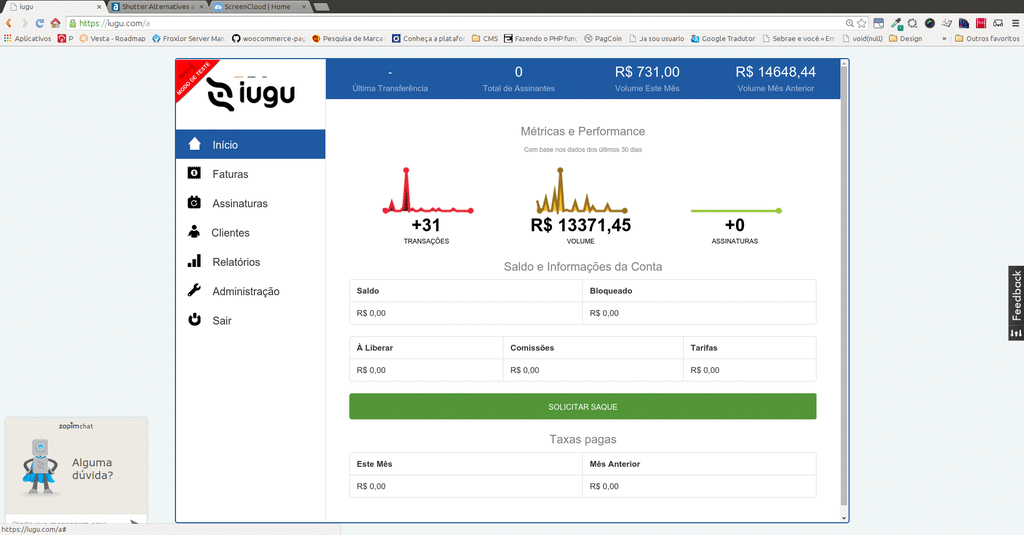 iugu
Shutter Alternatives a
ScreenCloud | Home
https://iugu.com/a
Aplicativos
P
Vesta - Roadmap
Froxlor Server Man
woocommerce-pag
Pesquisa de Marca
Conheça a platafor
CMS
Fazendo o PHP func
PagCoin
Ja sou usuario
Google Tradutor
Sebrae e você » Em
void(null)
Design
»
Outros favoritos
MODO DE TESTE
iugu
Início
Faturas
Assinaturas
Clientes
Relatórios
Administração
Sair
-
Última Transferência
0
Total de Assinantes
R$ 731,00
Volume Este Mês
R$ 14648,44
Volume Mês Anterior
Métricas e Performance
Com base nos dados dos últimos 30 dias
+31
TRANSAÇÕES
R$ 13371,45
VOLUME
+0
ASSINATURAS
Saldo e Informações da Conta
Saldo
Bloqueado
R$ 0,00
R$ 0,00
À Liberar
Comissões
Tarifas
R$ 0,00
R$ 0,00
R$ 0,00
SOLICITAR SAQUE
Taxas pagas
Este Mês
Mês Anterior
R$ 0,00
R$ 0,00
Feedback
zopim chat
Alguma
dúvida?
https://iugu.com/a#